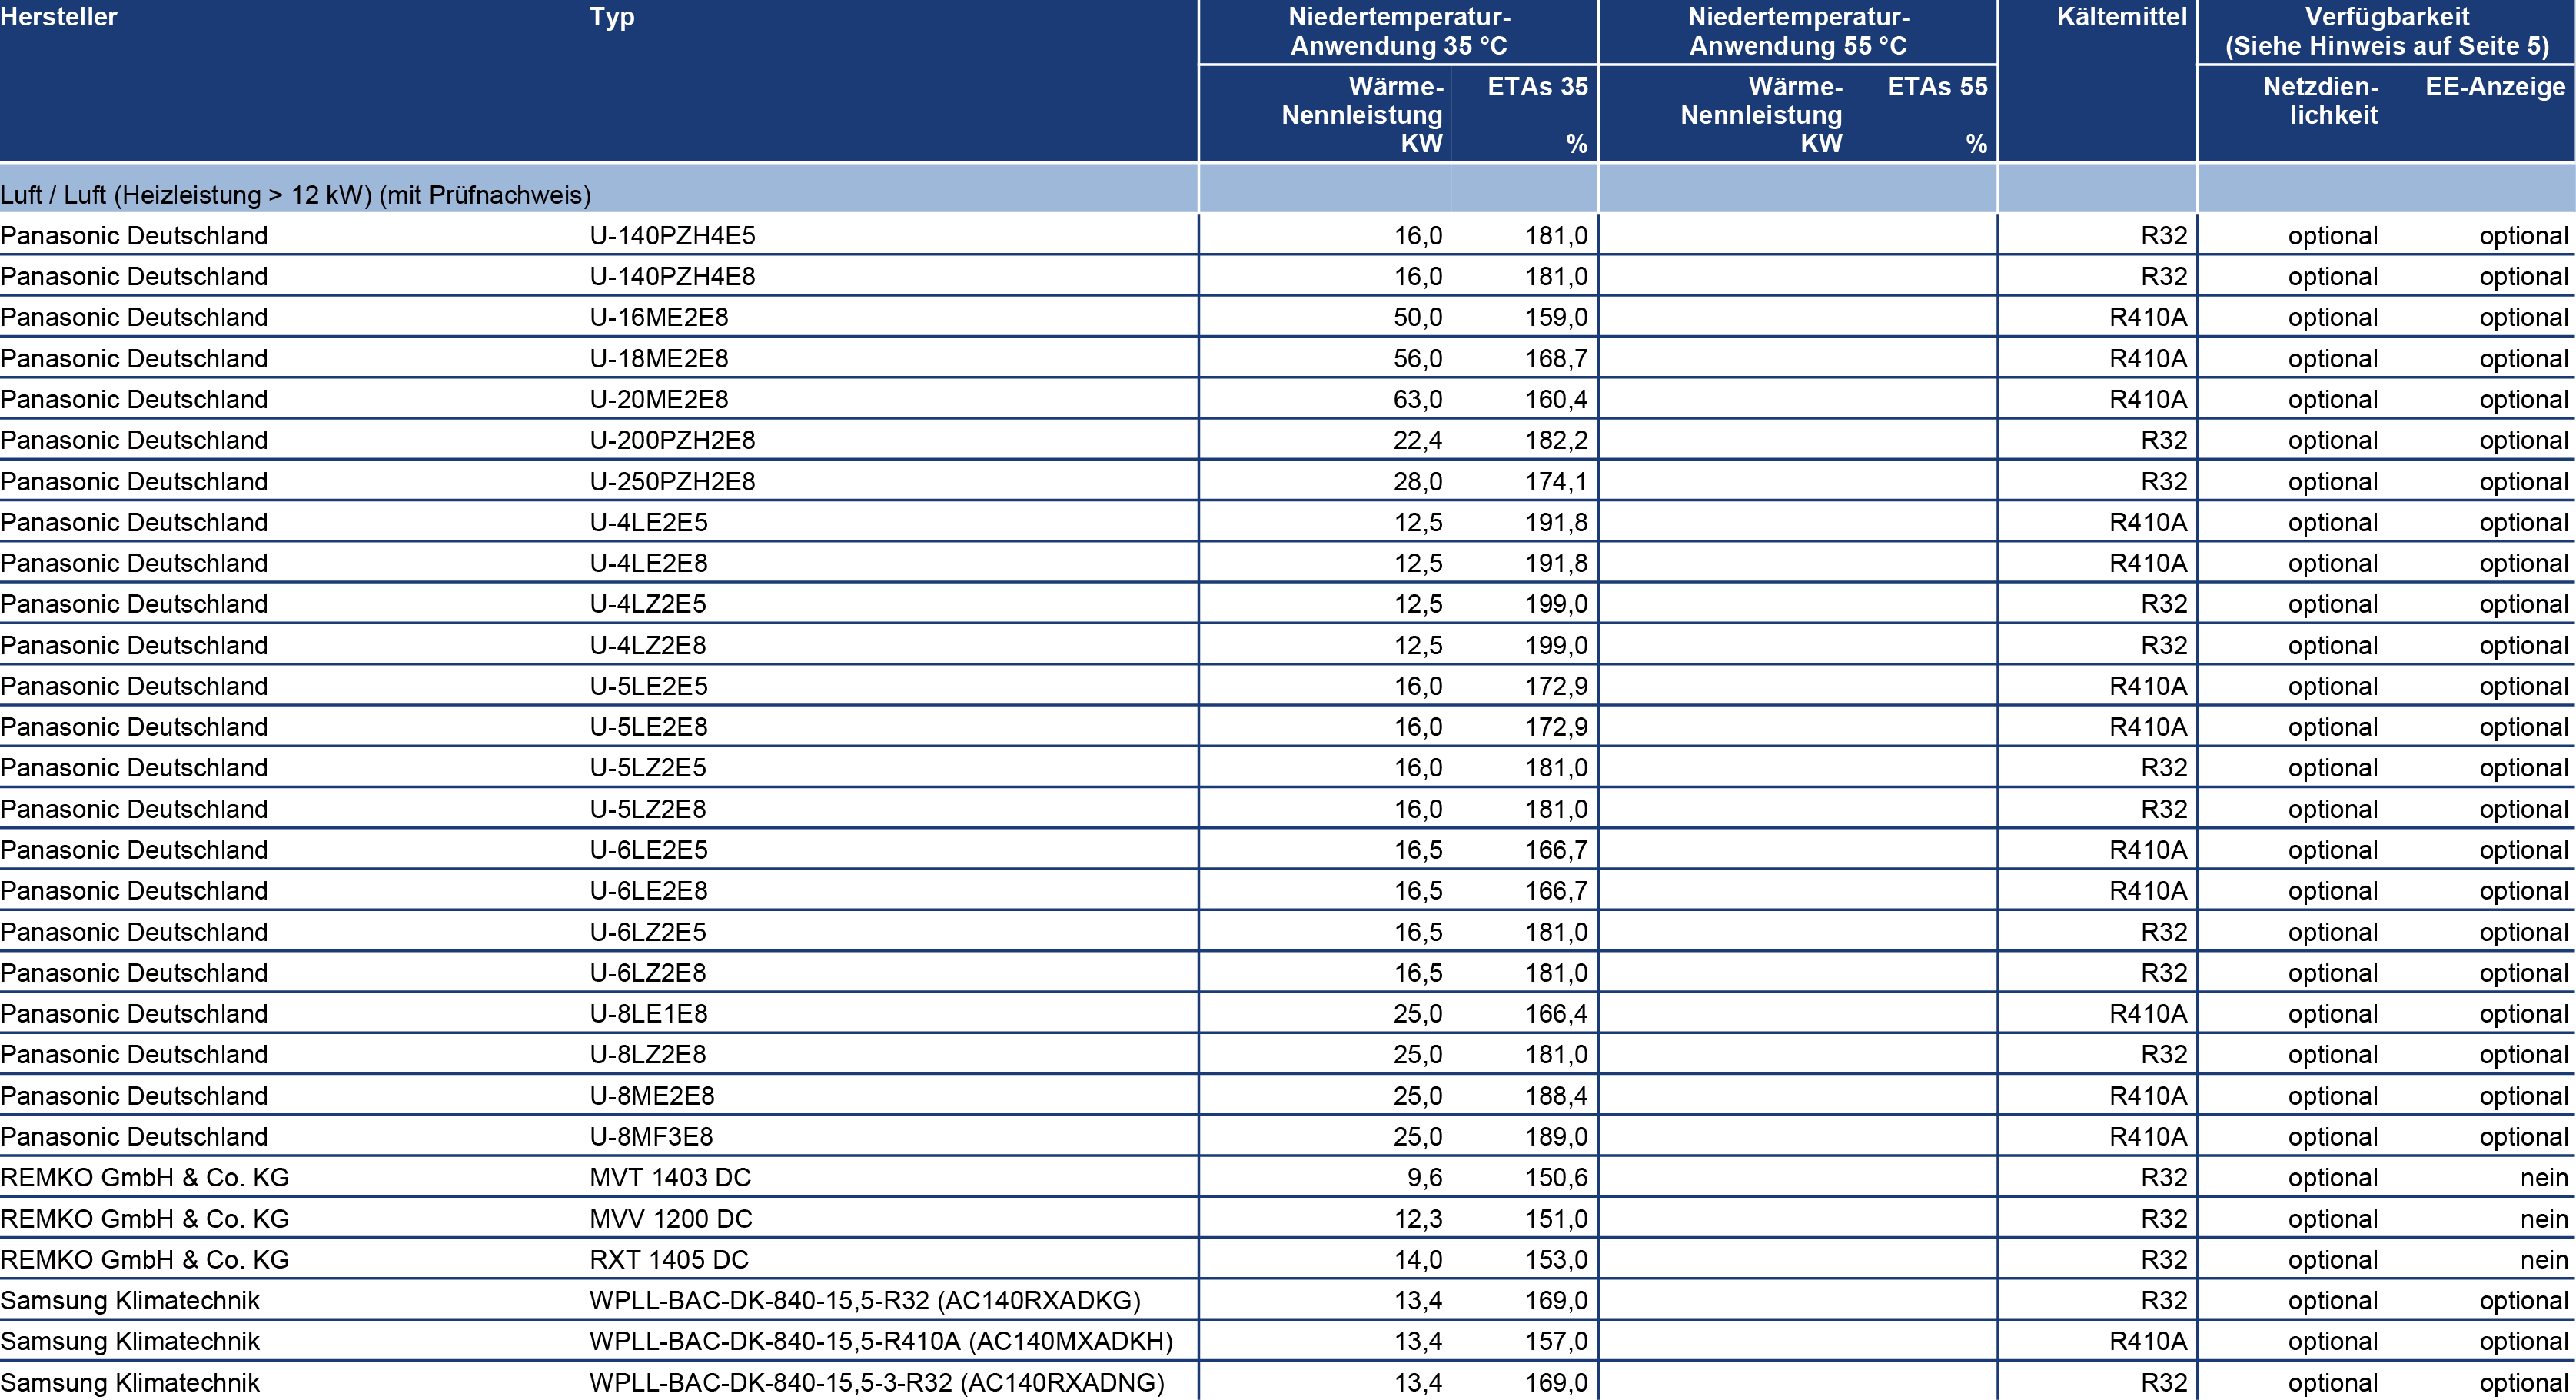 Hersteller Typ Niedertemperatur-Anwendung 35 °C Niedertemperatur-Anwendung 55 °C Kältemittel Verfügbarkeit (Siehe Hinweis auf Seite 5)
Wärme-Nennleistung KW ETAs 35 % Wärme-Nennleistung KW ETAs 55 % Netzdien-lichkeit EE-Anzeige
Luft / Luft (Heizleistung > 12 kW) (mit Prüfnachweis)
Panasonic Deutschland U-140PZH4E5 16,0 181,0 R32 optional optional
Panasonic Deutschland U-140PZH4E8 16,0 181,0 R32 optional optional
Panasonic Deutschland U-16ME2E8 50,0 159,0 R410A optional optional
Panasonic Deutschland U-18ME2E8 56,0 168,7 R410A optional optional
Panasonic Deutschland U-20ME2E8 63,0 160,4 R410A optional optional
Panasonic Deutschland U-200PZH2E8 22,4 182,2 R32 optional optional
Panasonic Deutschland U-250PZH2E8 28,0 174,1 R32 optional optional
Panasonic Deutschland U-4LE2E5 12,5 191,8 R410A optional optional
Panasonic Deutschland U-4LE2E8 12,5 191,8 R410A optional optional
Panasonic Deutschland U-4LZ2E5 12,5 199,0 R32 optional optional
Panasonic Deutschland U-4LZ2E8 12,5 199,0 R32 optional optional
Panasonic Deutschland U-5LE2E5 16,0 172,9 R410A optional optional
Panasonic Deutschland U-5LE2E8 16,0 172,9 R410A optional optional
Panasonic Deutschland U-5LZ2E5 16,0 181,0 R32 optional optional
Panasonic Deutschland U-5LZ2E8 16,0 181,0 R32 optional optional
Panasonic Deutschland U-6LE2E5 16,5 166,7 R410A optional optional
Panasonic Deutschland U-6LE2E8 16,5 166,7 R410A optional optional
Panasonic Deutschland U-6LZ2E5 16,5 181,0 R32 optional optional
Panasonic Deutschland U-6LZ2E8 16,5 181,0 R32 optional optional
Panasonic Deutschland U-8LE1E8 25,0 166,4 R410A optional optional
Panasonic Deutschland U-8LZ2E8 25,0 181,0 R32 optional optional
Panasonic Deutschland U-8ME2E8 25,0 188,4 R410A optional optional
Panasonic Deutschland U-8MF3E8 25,0 189,0 R410A optional optional
REMKO GmbH & Co. KG MVT 1403 DC 9,6 150,6 R32 optional nein
REMKO GmbH & Co. KG MVV 1200 DC 12,3 151,0 R32 optional nein
REMKO GmbH & Co. KG RXT 1405 DC 14,0 153,0 R32 optional nein
Samsung Klimatechnik WPLL-BAC-DK-840-15,5-R32 (AC140RXADKG) 13,4 169,0 R32 optional optional
Samsung Klimatechnik WPLL-BAC-DK-840-15,5-R410A (AC140MXADKH) 13,4 157,0 R410A optional optional
Samsung Klimatechnik WPLL-BAC-DK-840-15,5-3-R32 (AC140RXADNG) 13,4 169,0 R32 optional optional